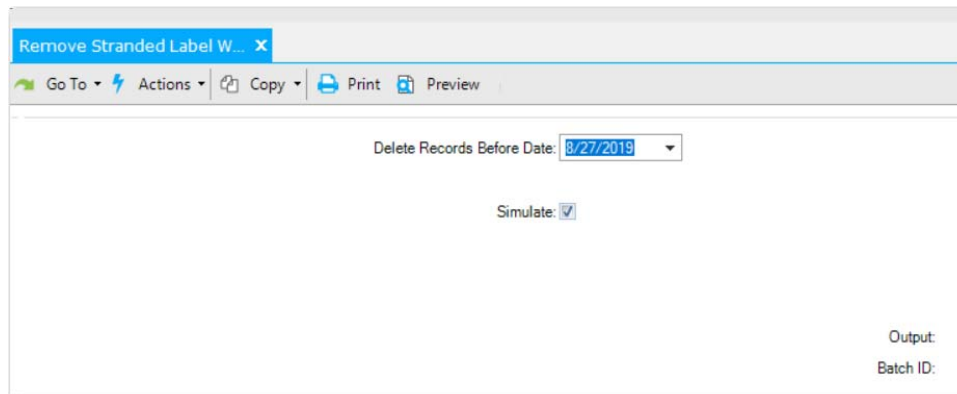 Remove Stranded Label W... X
Go To Actions Copy Print Preview
Delete Records Before Date: 8/27/2019
Simulate:
Output:
Batch ID: